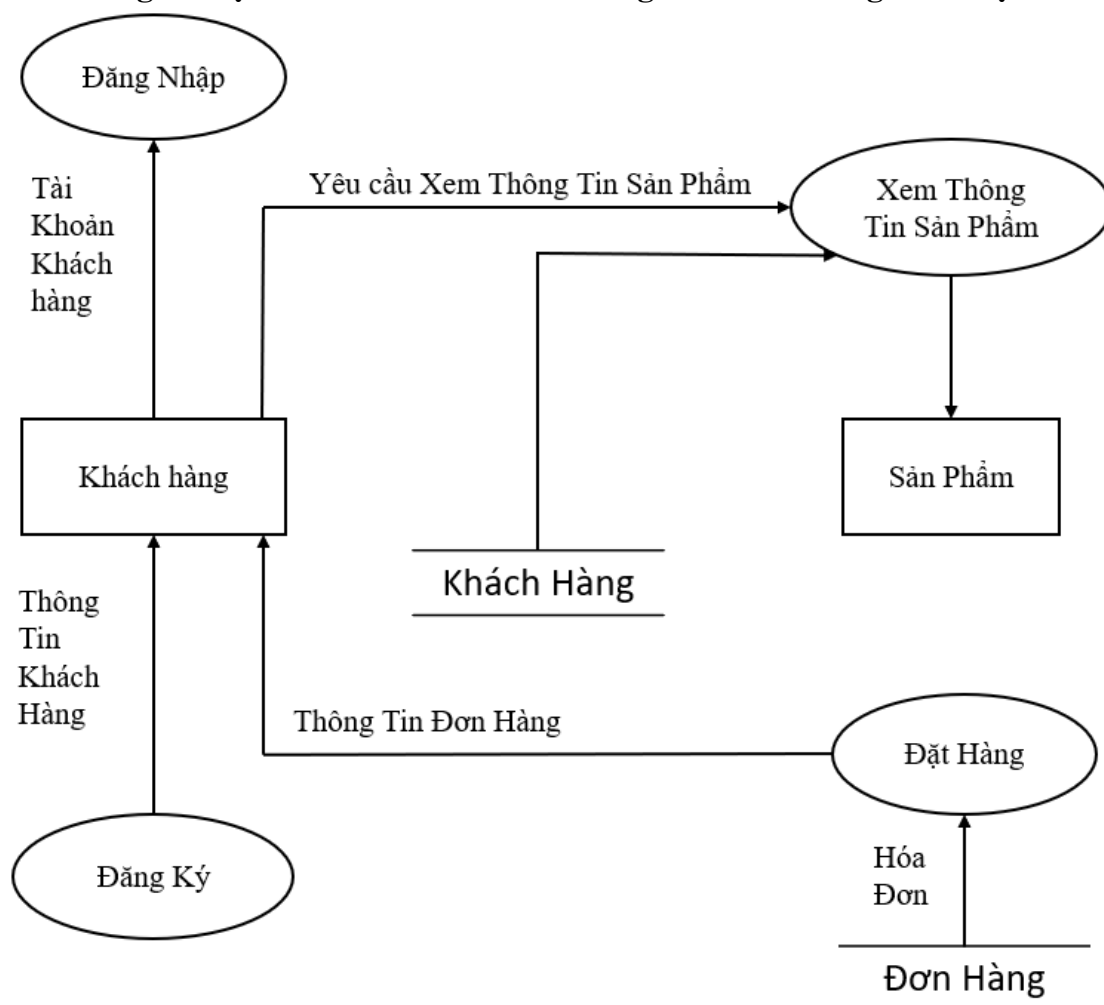 Đăng Nhập
Tài
Khoản
Khách
hàng
Yêu cầu Xem Thông Tin Sản Phẩm
Xem Thông
Tin Sản Phẩm
Khách hàng
Sản Phẩm
Khách Hàng
Thông
Tin
Khách
Hàng
Thông Tin Đơn Hàng
Đặt Hàng
Đăng Ký
Hóa
Đơn
Đơn Hàng